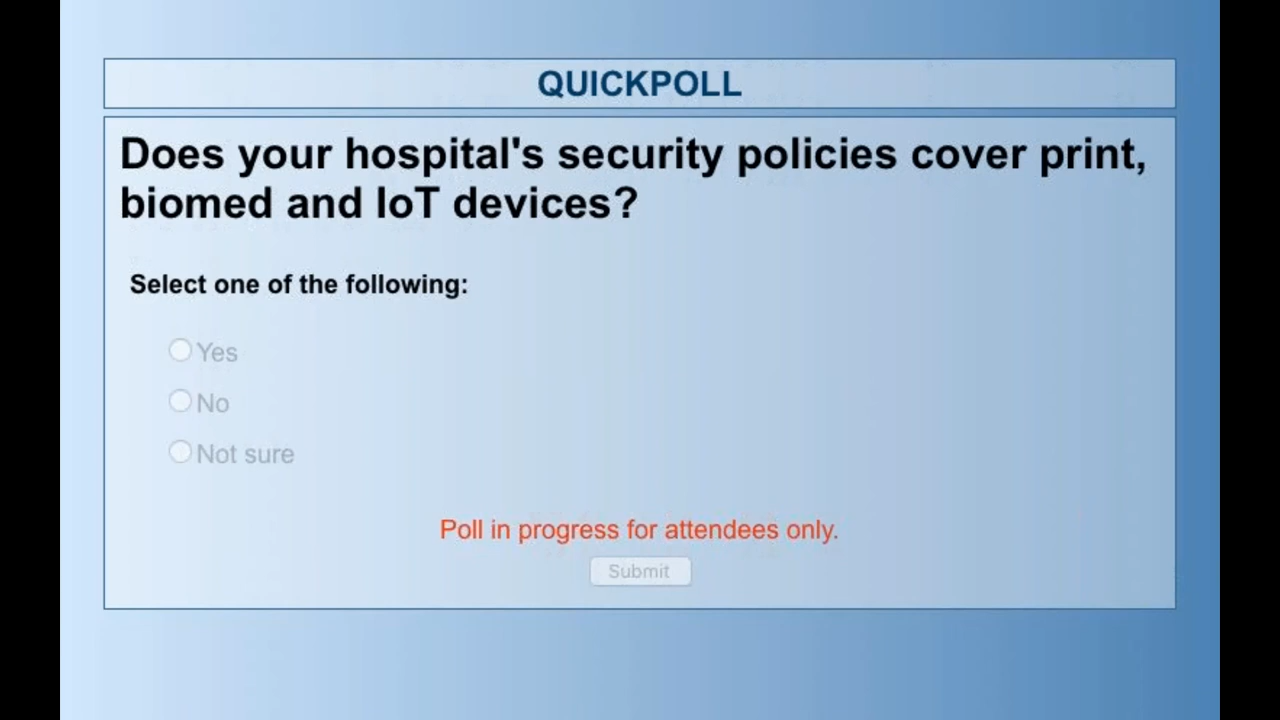 QUICKPOLL
Does your hospital's security policies cover print,
biomed and IoT devices?
Select one of the following:
Yes
No
Not sure
Poll in progress for attendees only.
Submit